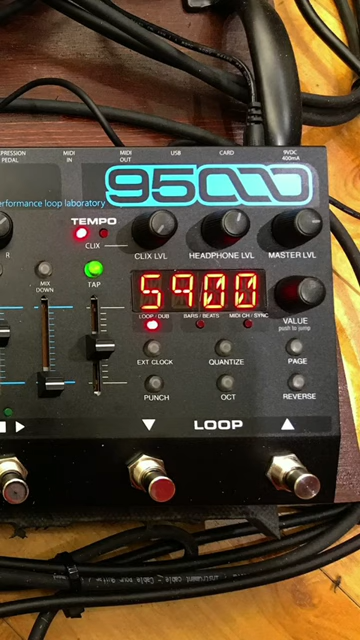 XPRESSION PEDAL
MIDI IN
MIDI OUT
USB
CARD
9VDC 400mA
erformance loop laboratory
95000
TEMPO
CLIX
R
CLIX LVL
HEADPHONE LVL
MASTER LVL
MIX DOWN
TAP
5900
LOOP / DUB
BARS / BEATS
MIDI CH / SYNC
VALUE
push to jump
EXT CLOCK
QUANTIZE
PAGE
PUNCH
OCT
REVERSE
LOOP